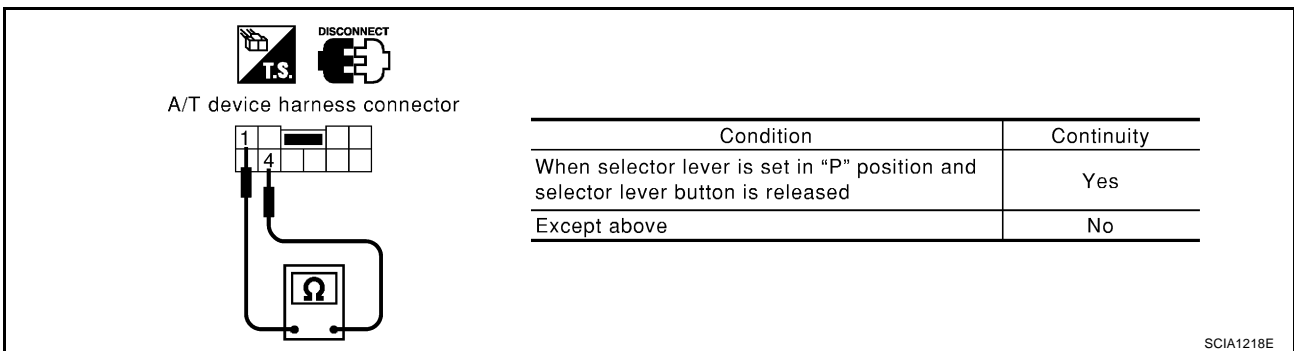 DISCONNECT
T.S.
A/T device harness connector
1
4
Ω
Condition Continuity
When selector lever is set in “P” position and
selector lever button is released
Yes
Except above No
SCIA1218E